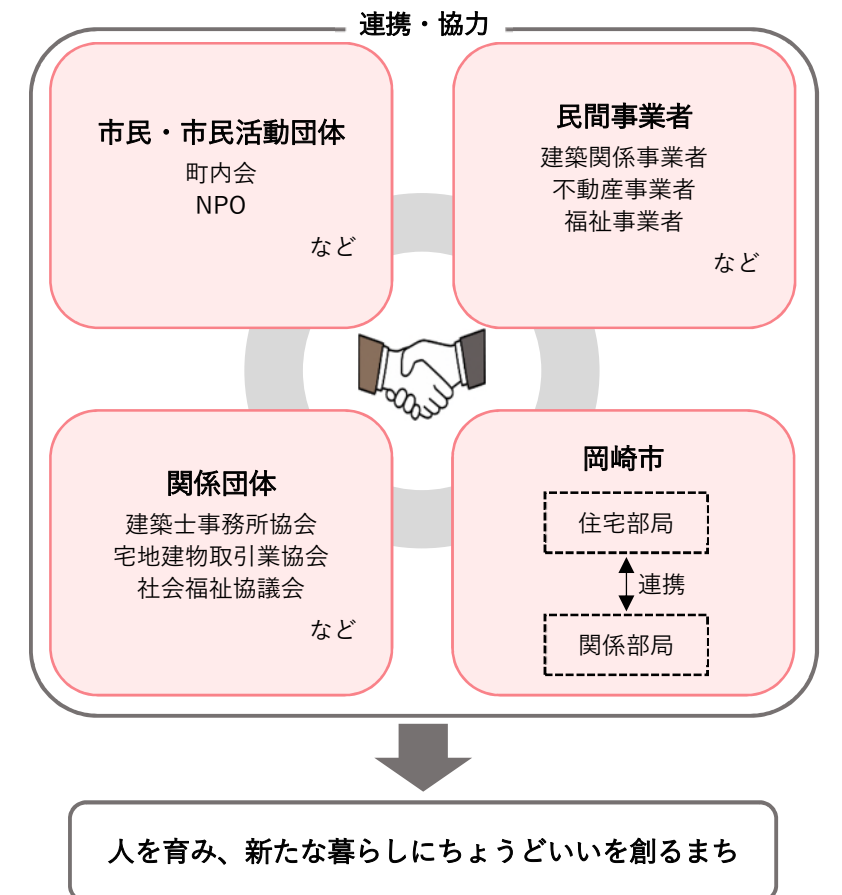 連携・協力
市民・市民活動団体
町内会
NPO
など
民間事業者
建築関係事業者
不動産事業者
福祉事業者
など
関係団体
建築士事務所協会
宅地建物取引業協会
社会福祉協議会
など
岡崎市
住宅部局
連携
関係部局
人を育み、新たな暮らしにちょうどいいを創るまち